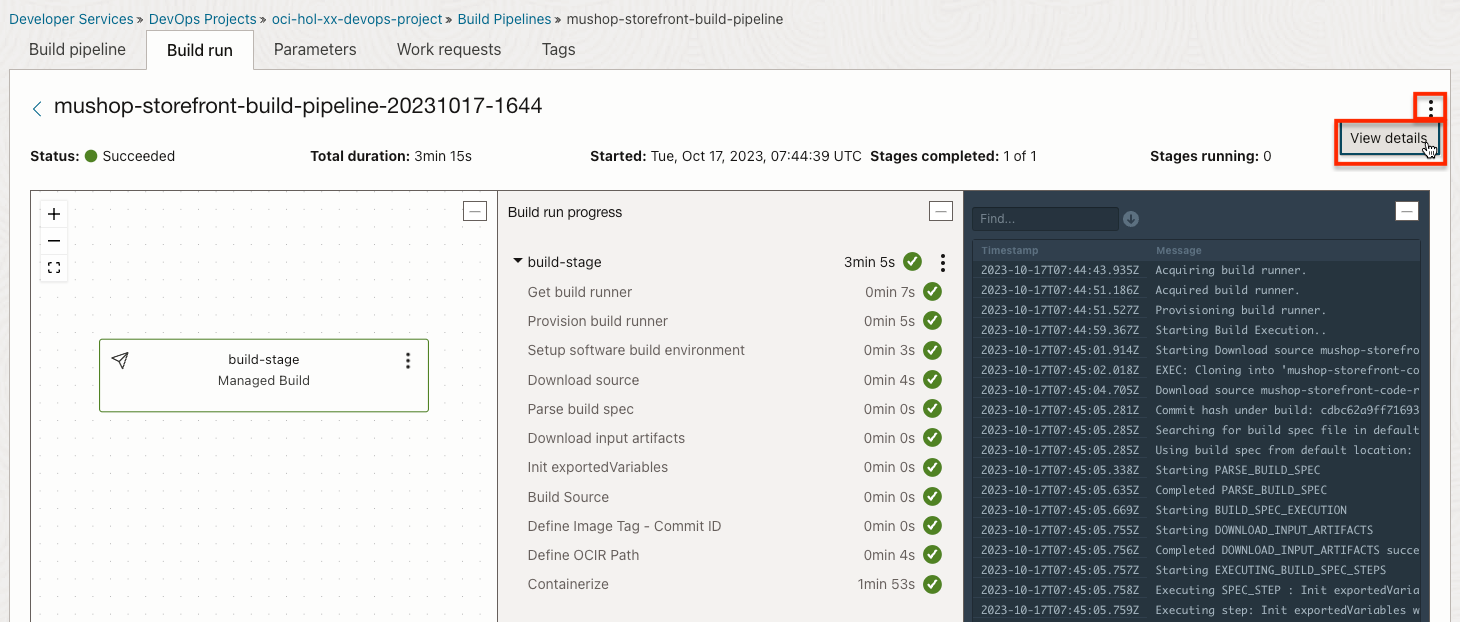 Developer Services » DevOps Projects » oci-hol-xx-devops-project » Build Pipelines » mushop-storefront-build-pipeline
Build pipeline Build run Parameters Work requests Tags
mushop-storefront-build-pipeline-20231017-1644
View details
Status: Succeeded Total duration: 3min 15s Started: Tue, Oct 17, 2023, 07:44:39 UTC Stages completed: 1 of 1 Stages running: 0
build-stage
Managed Build
Build run progress
build-stage 3min 5s
Get build runner 0min 7s
Provision build runner 0min 5s
Setup software build environment 0min 3s
Download source 0min 4s
Parse build spec 0min 0s
Download input artifacts 0min 0s
Init exportedVariables 0min 0s
Build Source 0min 0s
Define Image Tag - Commit ID 0min 0s
Define OCIR Path 0min 4s
Containerize 1min 53s
Find...
Timestamp Message
2023-10-17T07:44:43.935Z Acquiring build runner.
2023-10-17T07:44:51.186Z Acquired build runner.
2023-10-17T07:44:51.527Z Provisioning build runner.
2023-10-17T07:44:59.367Z Starting Build Execution..
2023-10-17T07:45:01.914Z Starting Download source mushop-storefro
2023-10-17T07:45:02.018Z EXEC: Cloning into 'mushop-storefront-co
2023-10-17T07:45:04.705Z Download source mushop-storefront-code-r
2023-10-17T07:45:05.281Z Commit hash under build: cdbc62a9ff71693
2023-10-17T07:45:05.285Z Searching for build spec file in default
2023-10-17T07:45:05.285Z Using build spec from default location:
2023-10-17T07:45:05.338Z Starting PARSE_BUILD_SPEC
2023-10-17T07:45:05.635Z Completed PARSE_BUILD_SPEC
2023-10-17T07:45:05.669Z Starting BUILD_SPEC_EXECUTION
2023-10-17T07:45:05.755Z Starting DOWNLOAD_INPUT_ARTIFACTS
2023-10-17T07:45:05.756Z Completed DOWNLOAD_INPUT_ARTIFACTS succe
2023-10-17T07:45:05.757Z Starting EXECUTING_BUILD_SPEC_STEPS
2023-10-17T07:45:05.758Z Executing SPEC_STEP : Init exportedVaria
2023-10-17T07:45:05.759Z Executing step: Init exportedVariables w